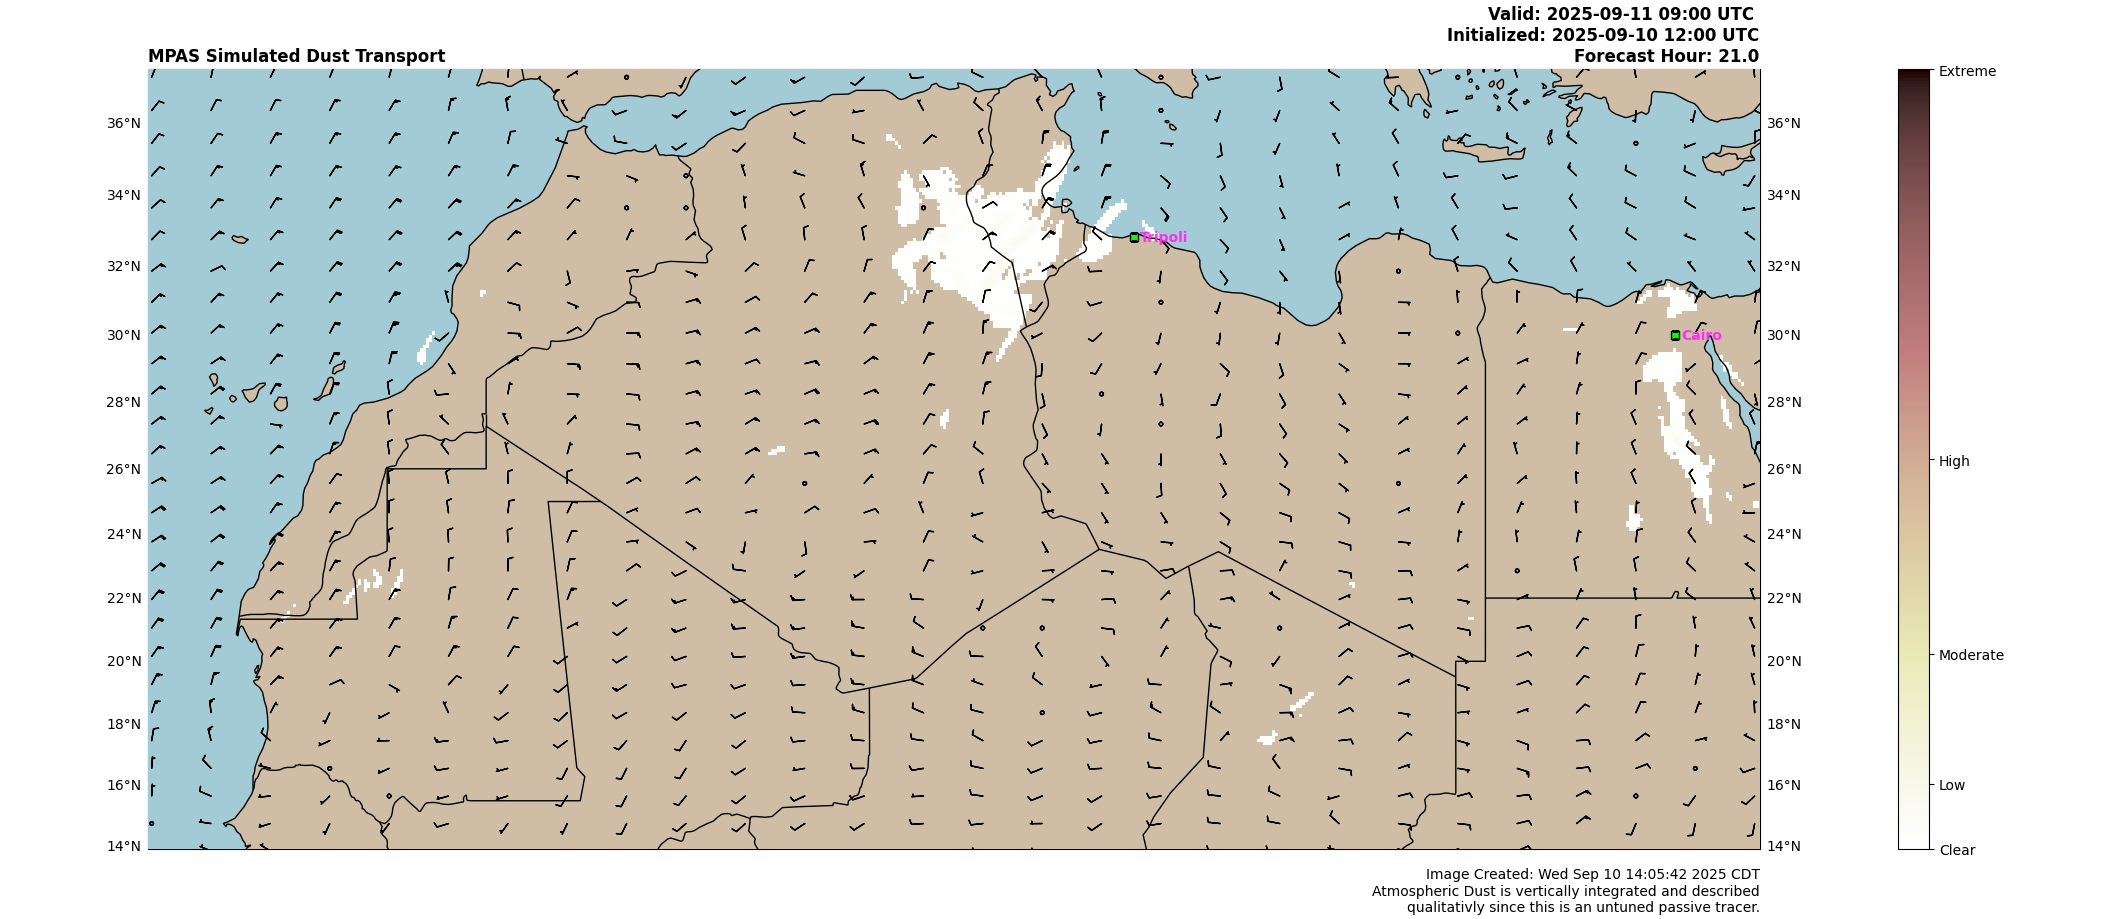 Valid: 2025-09-11 09:00 UTC
Initialized: 2025-09-10 12:00 UTC
MPAS Simulated Dust Transport
Forecast Hour: 21.0
Extreme
36°N
36°N
34°N
34°N
Tripoli
32°N
32°N
30°N
Cairo
30°N
28°N
28°N
High
26°N
26°N
24°N
24°N
22°N
22°N
20°N
20°N
Moderate
18°N
18°N
16°N
16°N
Low
14°N
14°N
Clear
Image Created: Wed Sep 10 14:05:42 2025 CDT
Atmospheric Dust is vertically integrated and described
qualitativly since this is an untuned passive tracer.